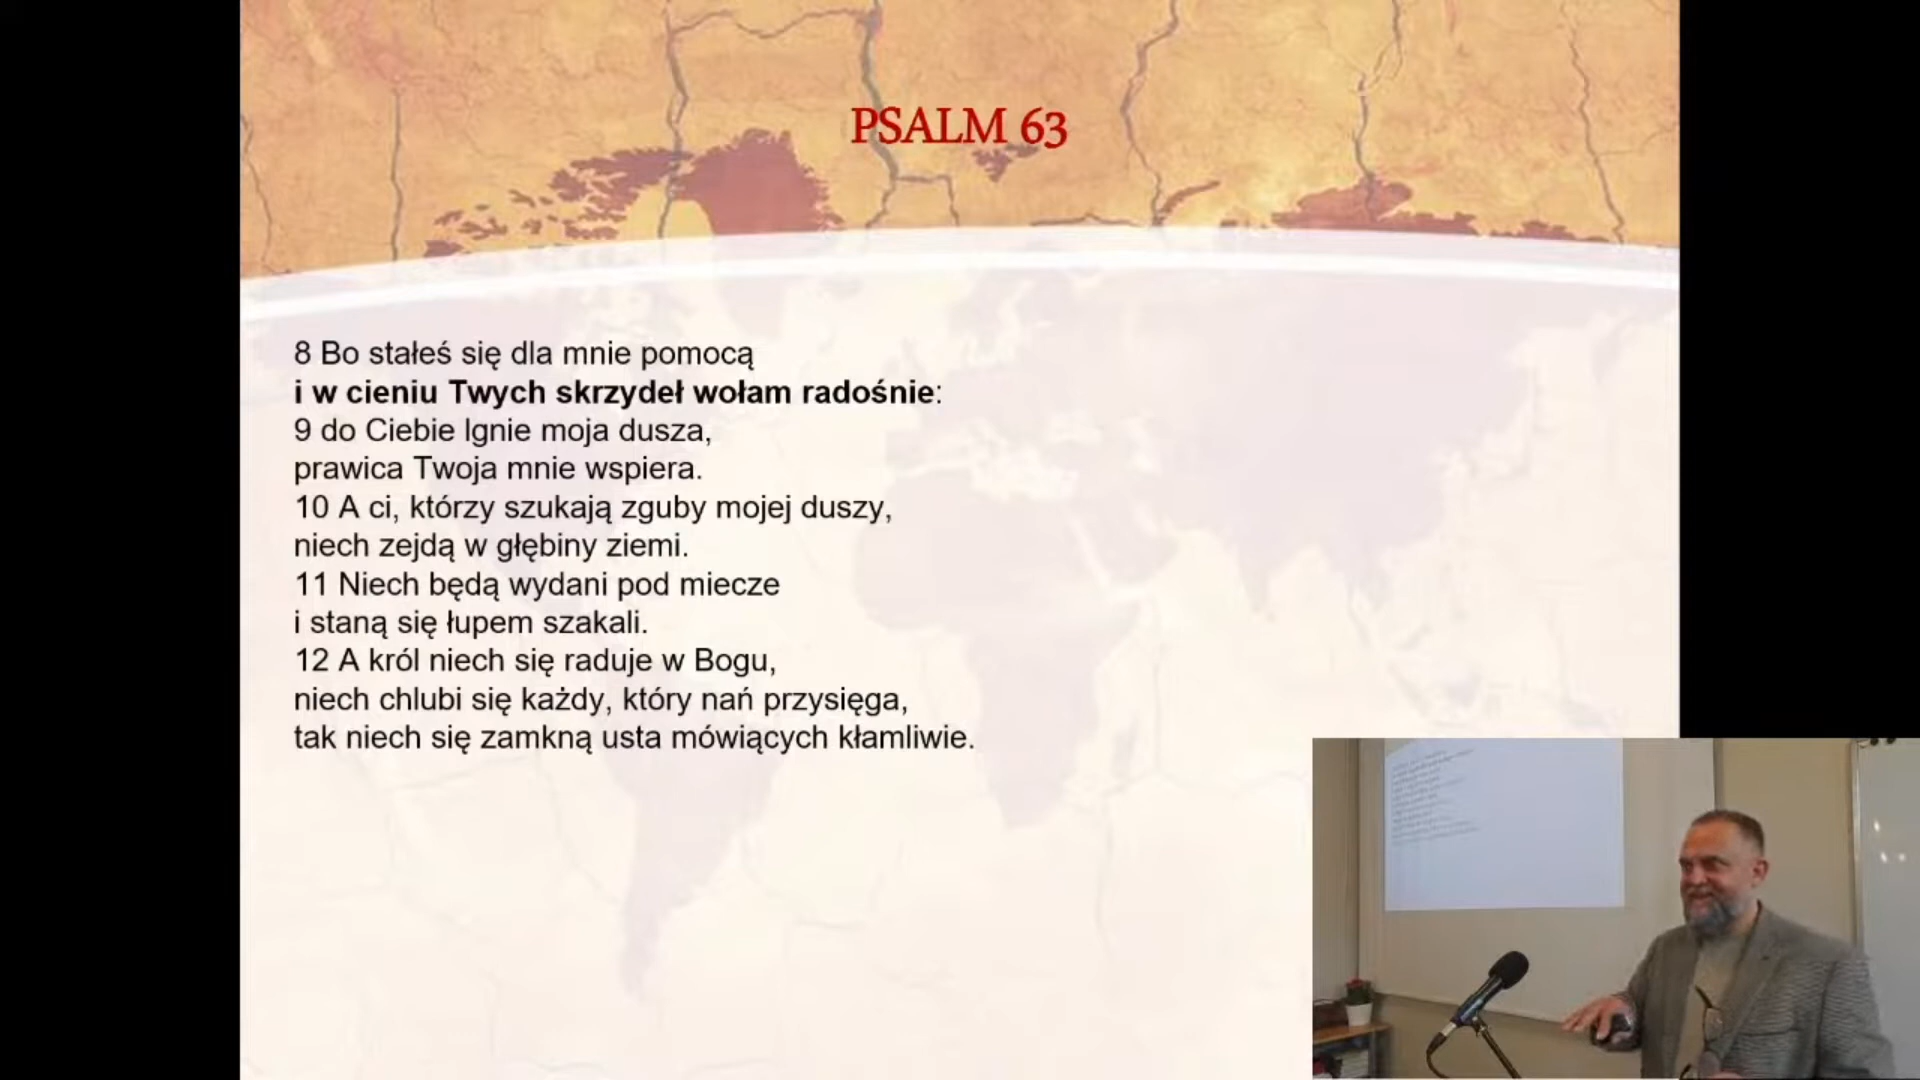 PSALM 63
8 Bo stałeś się dla mnie pomocą
i w cieniu Twych skrzydeł wołam radośnie:
9 do Ciebie lgnie moja dusza,
prawica Twoja mnie wspiera.
10 A ci, którzy szukają zguby mojej duszy,
niech zejdą w głębiny ziemi.
11 Niech będą wydani pod miecze
i staną się łupem szakali.
12 A król niech się raduje w Bogu,
niech chlubi się każdy, który nań przysięga,
tak niech się zamkną usta mówiących kłamliwie.